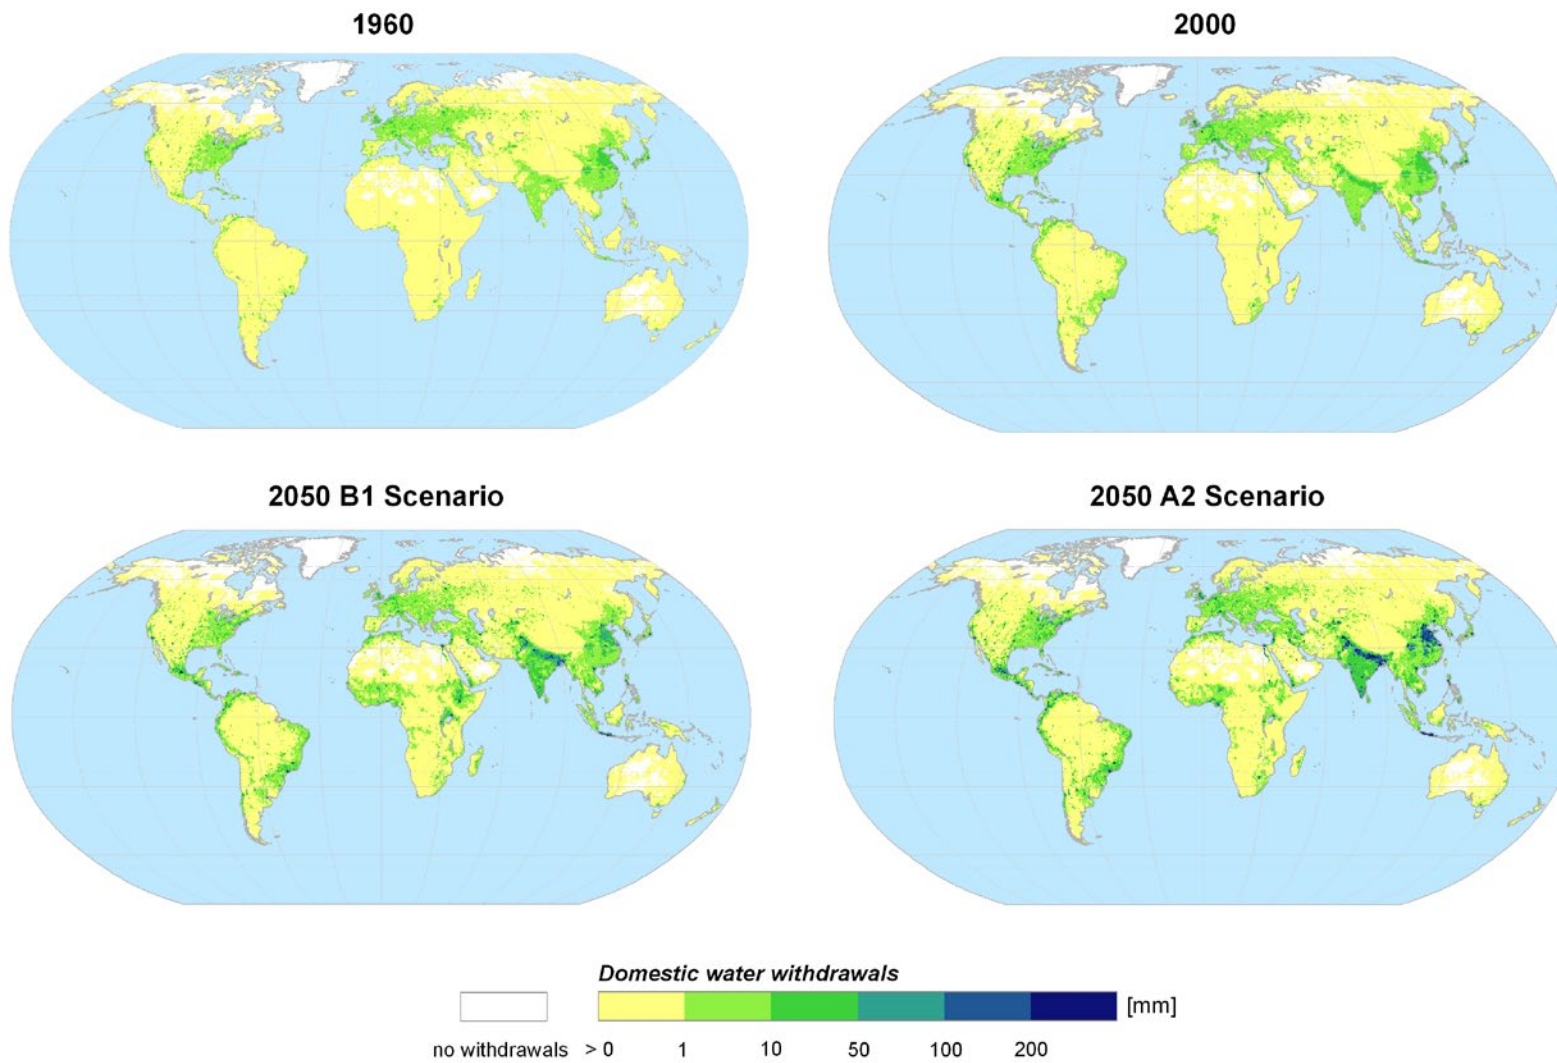 1960
2000
2050 B1 Scenario
2050 A2 Scenario
Domestic water withdrawals
[mm]
no withdrawals > 0 1 10 50 100 200